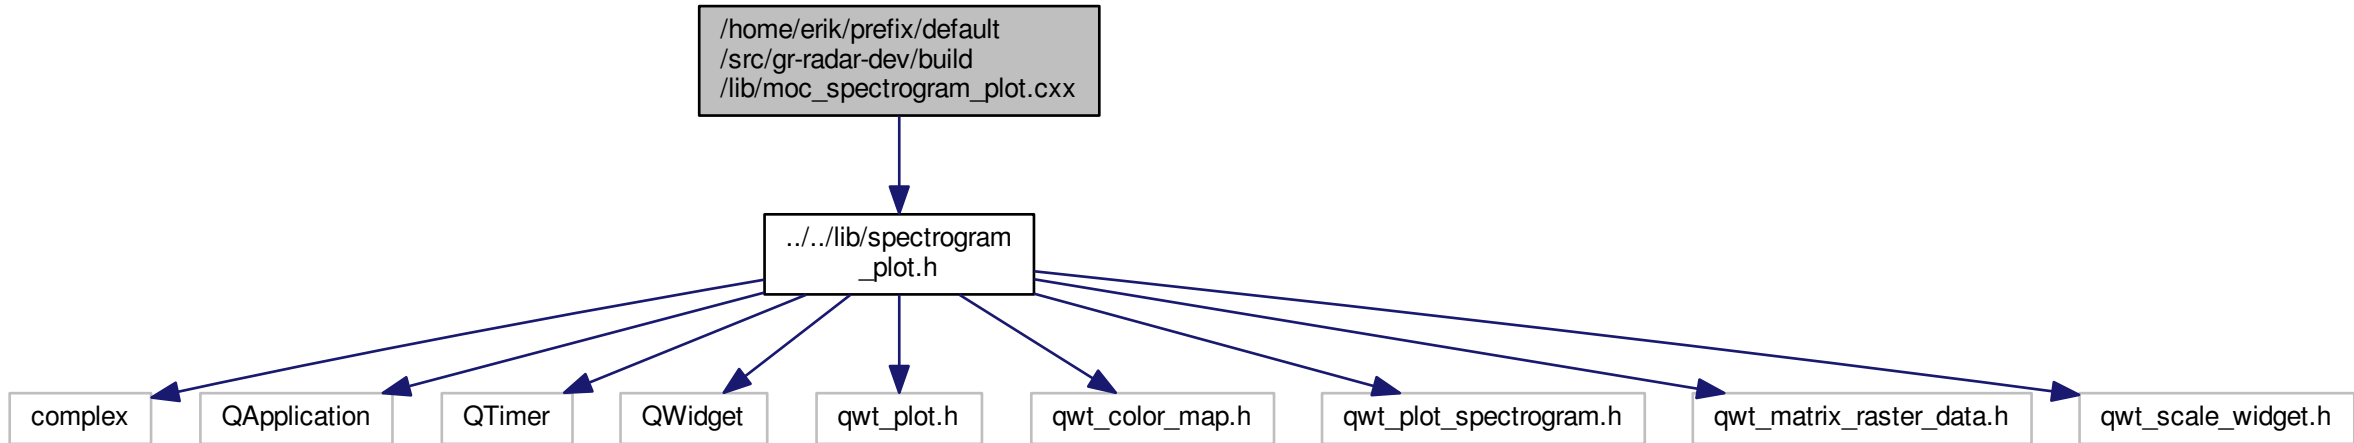 /home/erik/prefix/default
/src/gr-radar-dev/build
/lib/moc_spectrogram_plot.cxx
../../lib/spectrogram
_plot.h
complex
QApplication
QTimer
QWidget
qwt_plot.h
qwt_color_map.h
qwt_plot_spectrogram.h
qwt_matrix_raster_data.h
qwt_scale_widget.h